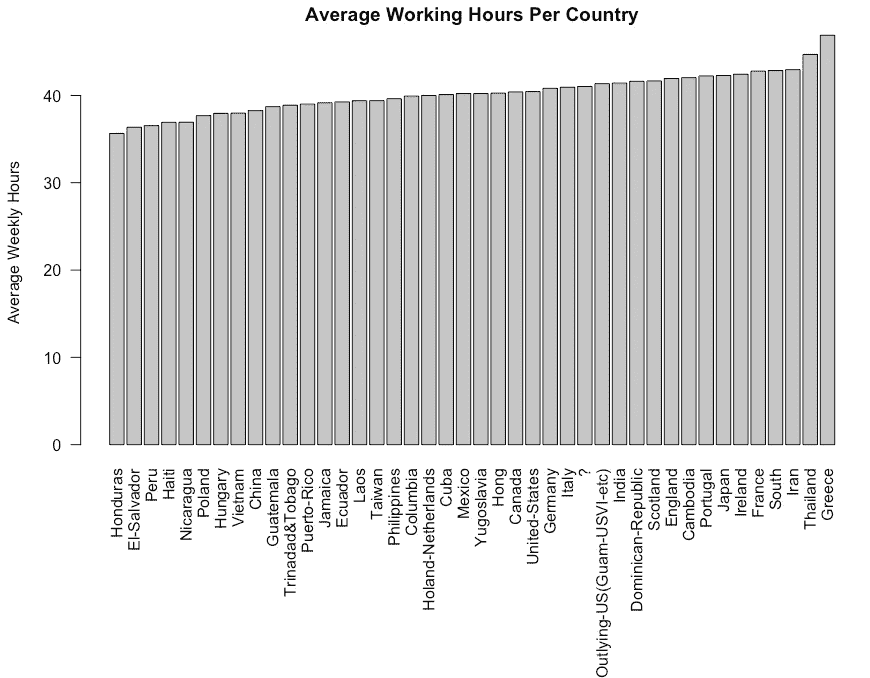 Average Working Hours Per Country
Average Weekly Hours
40
30
20
10
0
Honduras
El-Salvador
Peru
Haiti
Nicaragua
Poland
Hungary
Vietnam
China
Guatemala
Trinadad&Tobago
Puerto-Rico
Jamaica
Ecuador
Laos
Taiwan
Philippines
Columbia
Holand-Netherlands
Cuba
Mexico
Yugoslavia
Hong
Canada
United-States
Germany
Italy
?
Outlying-US(Guam-USVI-etc)
India
Dominican-Republic
Scotland
England
Cambodia
Portugal
Japan
Ireland
France
South
Iran
Thailand
Greece